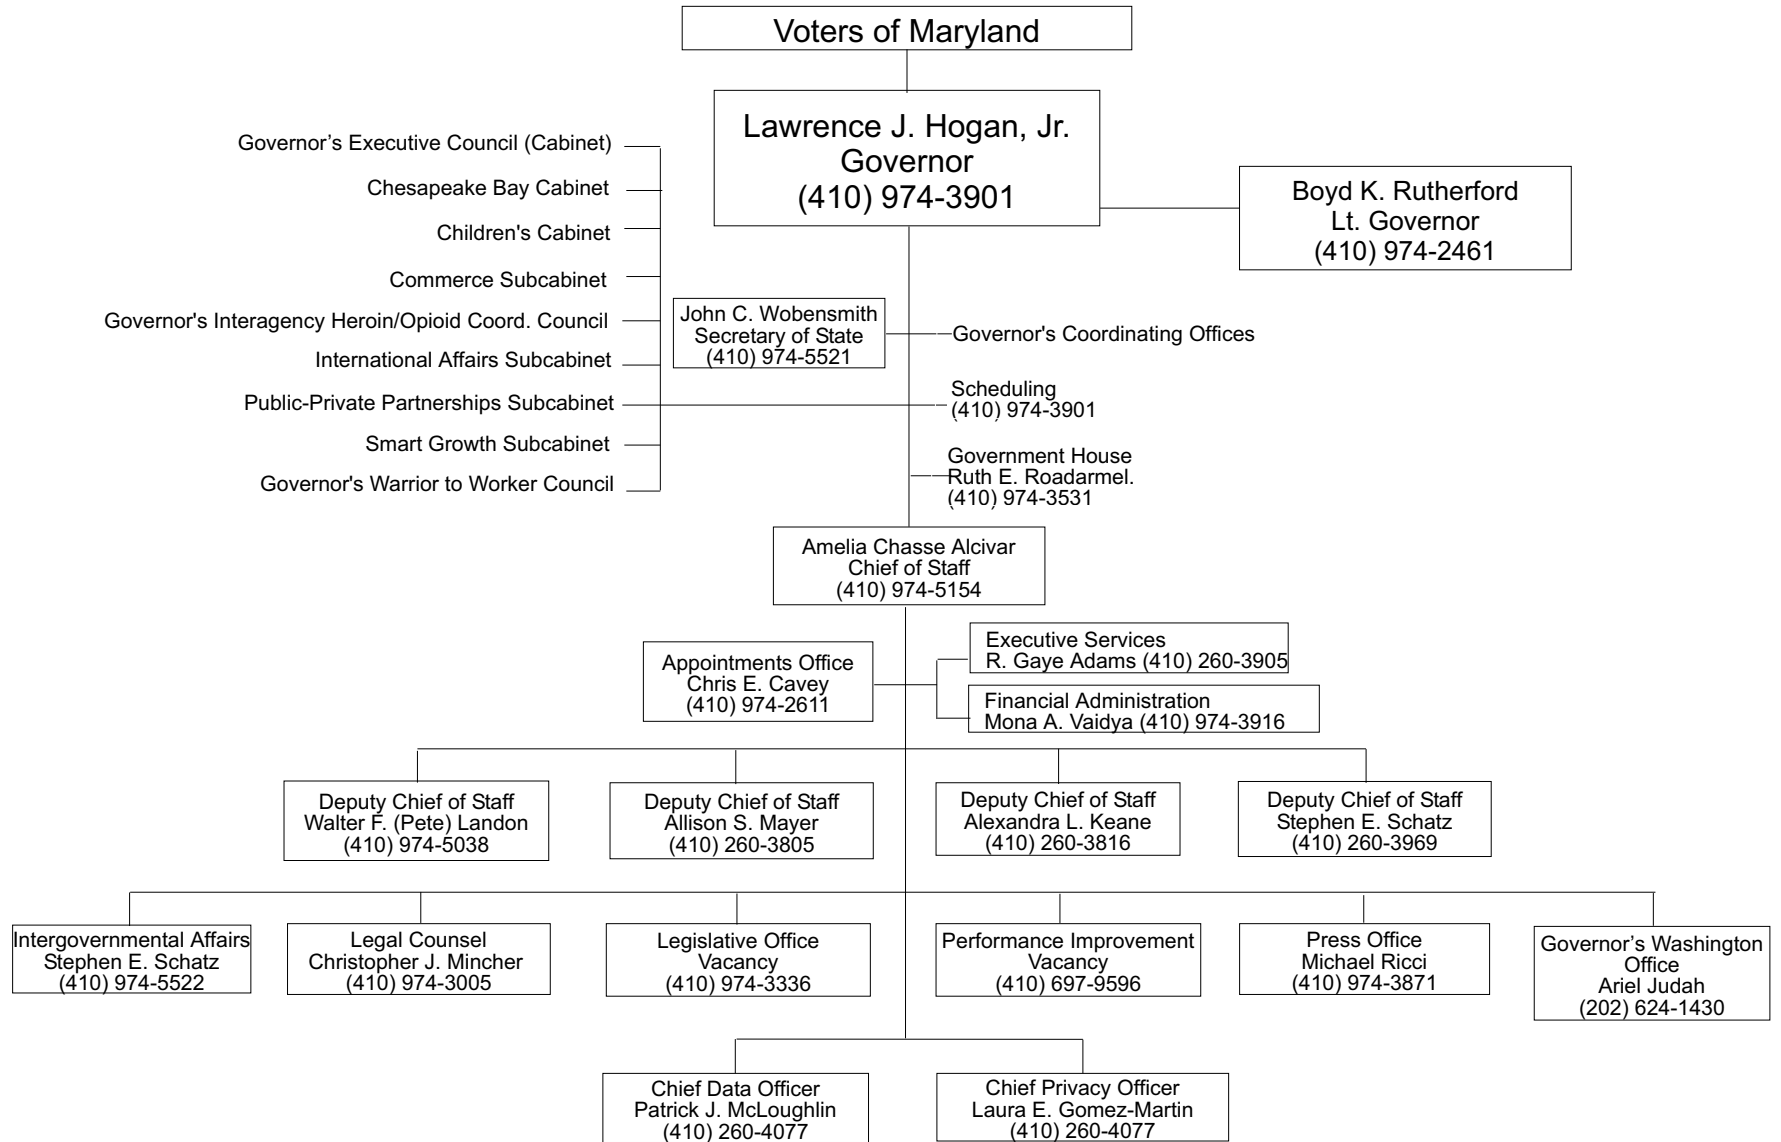 Voters of Maryland
Lawrence J. Hogan, Jr.
Governor
(410) 974-3901
Boyd K. Rutherford
Lt. Governor
(410) 974-2461
Governor’s Executive Council (Cabinet)
Chesapeake Bay Cabinet
Children's Cabinet
Commerce Subcabinet
Governor's Interagency Heroin/Opioid Coord. Council
International Affairs Subcabinet
Public-Private Partnerships Subcabinet
Smart Growth Subcabinet
Governor's Warrior to Worker Council
John C. Wobensmith
Secretary of State
(410) 974-5521
Governor's Coordinating Offices
Scheduling
(410) 974-3901
Government House
Ruth E. Roadarmel.
(410) 974-3531
Amelia Chasse Alcivar
Chief of Staff
(410) 974-5154
Appointments Office
Chris E. Cavey
(410) 974-2611
Executive Services
R. Gaye Adams (410) 260-3905
Financial Administration
Mona A. Vaidya (410) 974-3916
Deputy Chief of Staff
Walter F. (Pete) Landon
(410) 974-5038
Deputy Chief of Staff
Allison S. Mayer
(410) 260-3805
Deputy Chief of Staff
Alexandra L. Keane
(410) 260-3816
Deputy Chief of Staff
Stephen E. Schatz
(410) 260-3969
Intergovernmental Affairs
Stephen E. Schatz
(410) 974-5522
Legal Counsel
Christopher J. Mincher
(410) 974-3005
Legislative Office
Vacancy
(410) 974-3336
Performance Improvement
Vacancy
(410) 697-9596
Press Office
Michael Ricci
(410) 974-3871
Governor’s Washington
Office
Ariel Judah
(202) 624-1430
Chief Data Officer
Patrick J. McLoughlin
(410) 260-4077
Chief Privacy Officer
Laura E. Gomez-Martin
(410) 260-4077